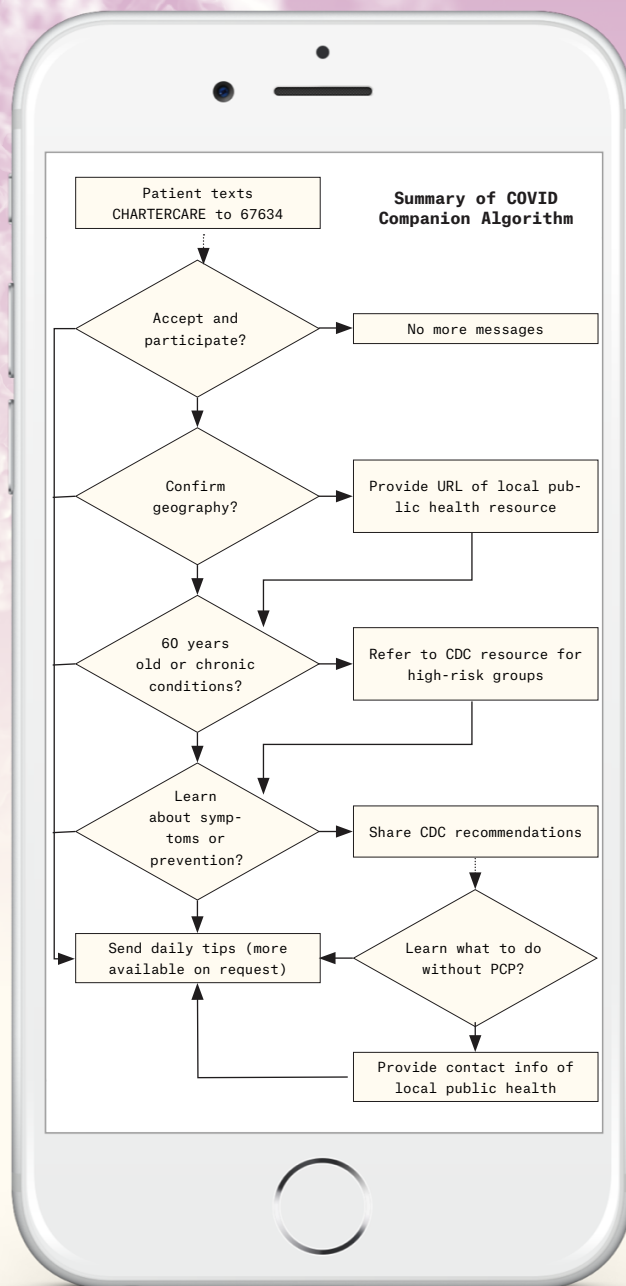 Patient texts
CHARTERCARE to 67634
Summary of COVID
Companion Algorithm
Accept and
participate?
No more messages
Confirm
geography?
Provide URL of local pub-
lic health resource
60 years
old or chronic
conditions?
Refer to CDC resource for
high-risk groups
Learn
about symp-
toms or
prevention?
Share CDC recommendations
Send daily tips (more
available on request)
Learn what to do
without PCP?
Provide contact info of
local public health